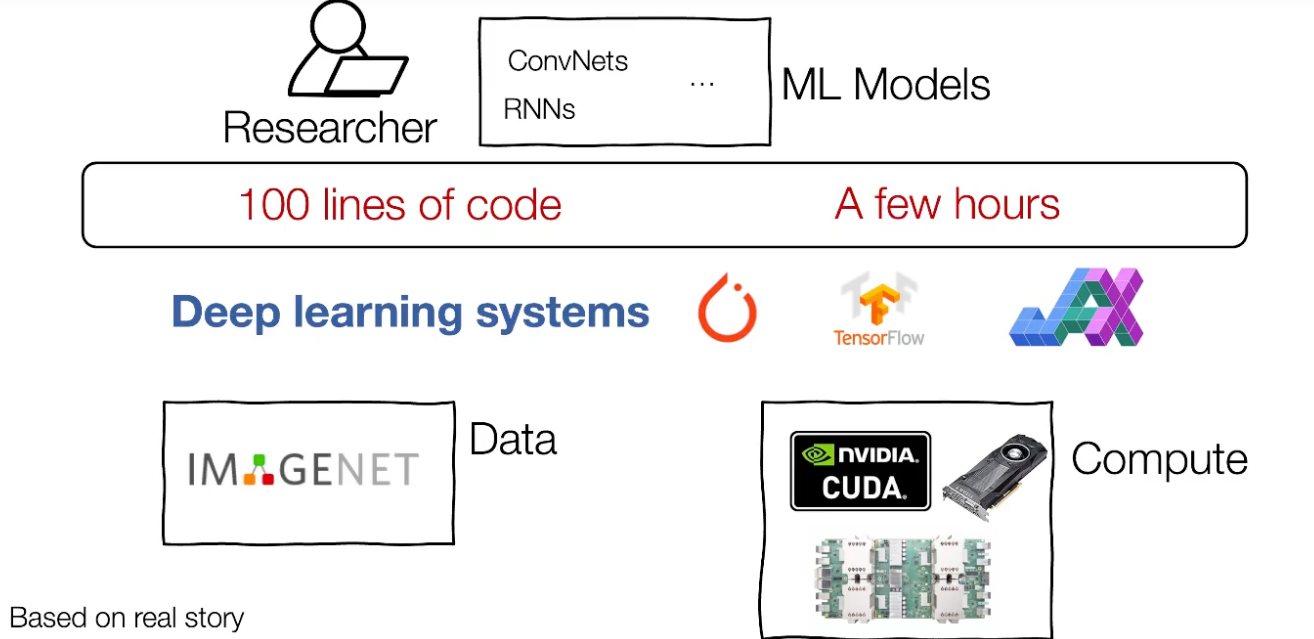 Researcher
ConvNets
...
RNNs
ML Models
100 lines of code
A few hours
Deep learning systems
TensorFlow
JAX
IMAGENET
Data
NVIDIA.
CUDA.
Compute
Based on real story